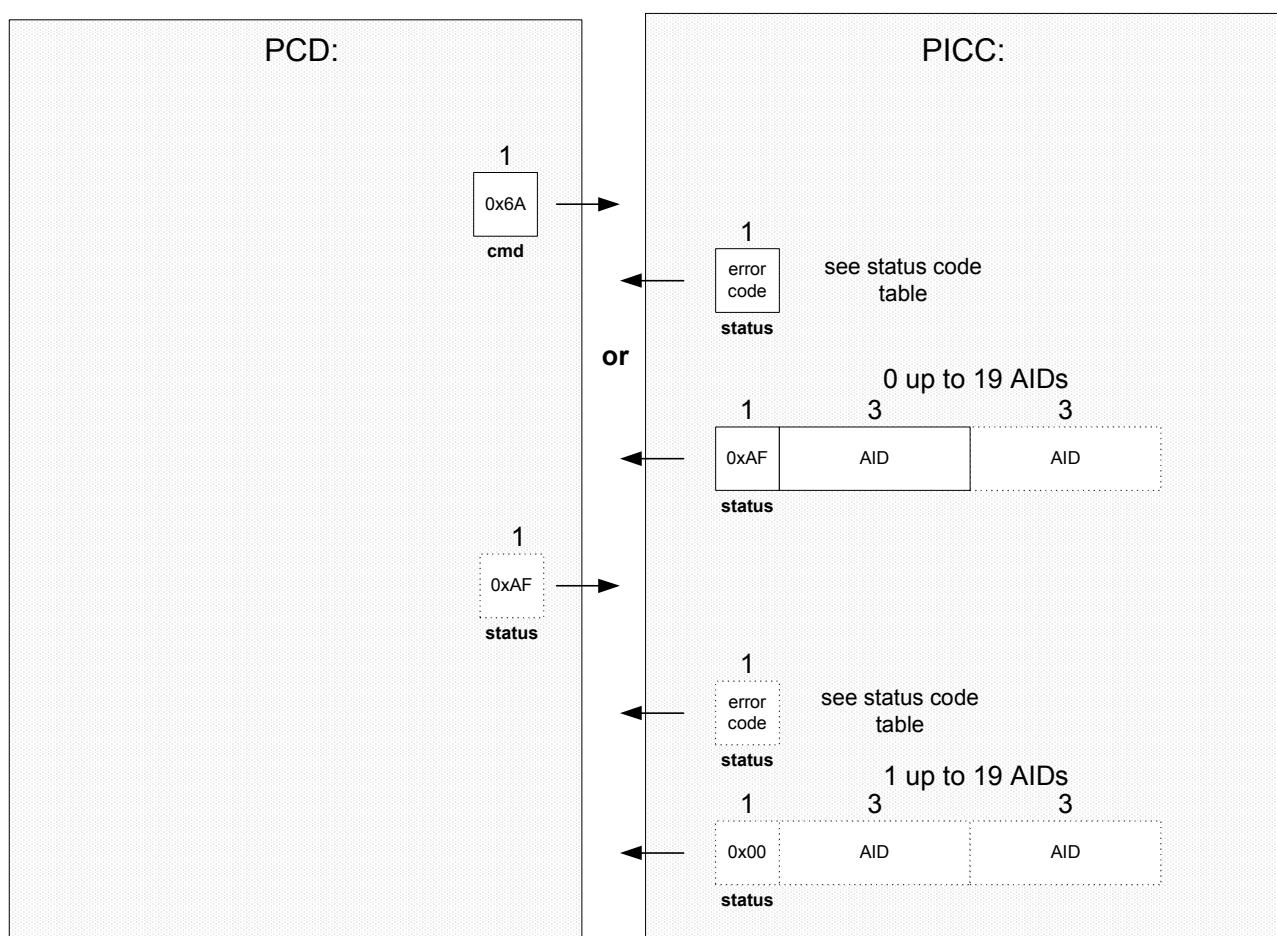 PCD:
PICC:
1
0x6A
cmd
1
error
code
see status code
table
status
or
0 up to 19 AIDs
1
3
3
0xAF
AID
AID
status
1
0xAF
status
1
error
code
see status code
table
status
1 up to 19 AIDs
1
3
3
0x00
AID
AID
status